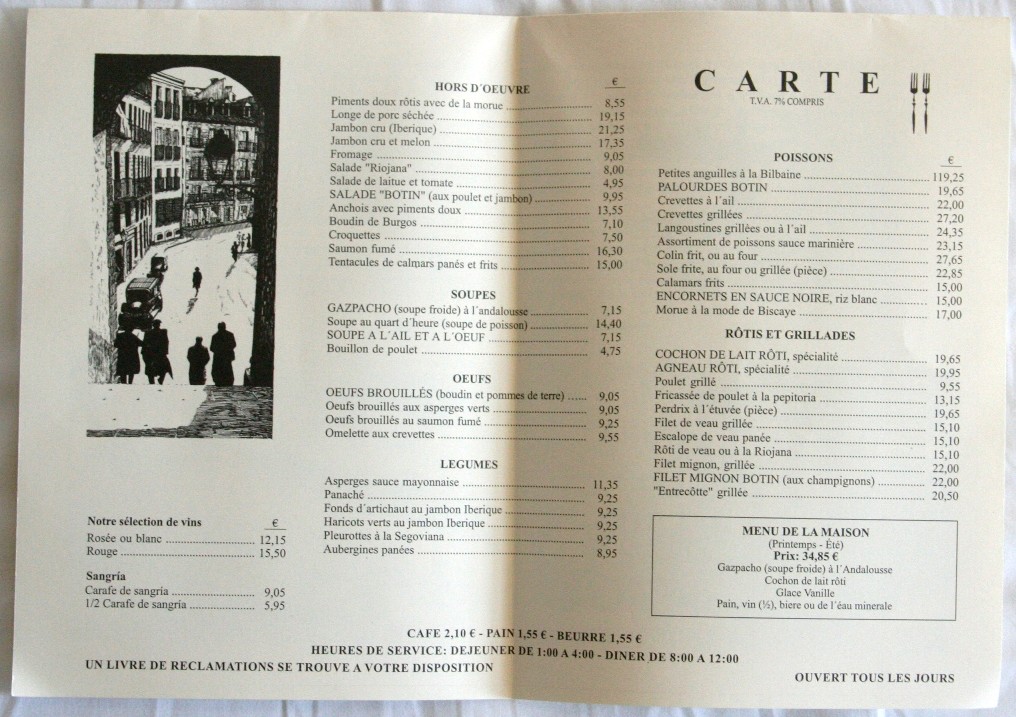 HORS D´OEUVRE €
Piments doux rôtis avec de la morue 8,55
Longe de porc séchée 19,15
Jambon cru (Iberique) 21,25
Jambon cru et melon 17,35
Fromage 9,05
Salade "Riojana" 8,00
Salade de laitue et tomate 4,95
SALADE "BOTIN" (aux poulet et jambon) 9,95
Anchois avec piments doux 13,55
Boudin de Burgos 7,10
Croquettes 7,50
Saumon fumé 16,30
Tentacules de calmars panés et frits 15,00
SOUPES
GAZPACHO (soupe froide) à l´andalousse 7,15
Soupe au quart d´heure (soupe de poisson) 14,40
SOUPE A L´AIL ET A L´OEUF 7,15
Bouillon de poulet 4,75
OEUFS
OEUFS BROUILLÉS (boudin et pommes de terre) 9,05
Oeufs brouillés aux asperges verts 9,05
Oeufs brouillés au saumon fumé 9,25
Omelette aux crevettes 9,55
LEGUMES
Asperges sauce mayonnaise 11,35
Panaché 9,25
Fonds d´artichaut au jambon Iberique 9,25
Haricots verts au jambon Iberique 9,25
Pleurottes à la Segoviana 9,25
Aubergines panées 8,95
Notre sélection de vins €
Rosée ou blanc 12,15
Rouge 15,50
Sangría
Carafe de sangria 9,05
1/2 Carafe de sangria 5,95
CARTE
T.V.A. 7% COMPRIS
POISSONS €
Petites anguilles à la Bilbaine 119,25
PALOURDES BOTIN 19,65
Crevettes à l´ail 22,00
Crevettes grillées 27,20
Langoustines grillées ou à l´ail 24,35
Assortiment de poissons sauce marinière 23,15
Colin frit, ou au four 27,65
Sole frite, au four ou grillée (pièce) 22,85
Calamars frits 15,00
ENCORNETS EN SAUCE NOIRE, riz blanc 15,00
Morue à la mode de Biscaye 17,00
RÔTIS ET GRILLADES
COCHON DE LAIT RÔTI, spécialité 19,65
AGNEAU RÔTI, spécialité 19,95
Poulet grillé 9,55
Fricassée de poulet à la pepitoria 13,15
Perdrix à l´étuvée (pièce) 19,65
Filet de veau grillée 15,10
Escalope de veau panée 15,10
Rôti de veau ou à la Riojana 15,10
Filet mignon, grillée 22,00
FILET MIGNON BOTIN (aux champignons) 22,00
"Entrecôtte" grillée 20,50
MENU DE LA MAISON
(Printemps - Été)
Prix: 34,85 €
Gazpacho (soupe froide) à l´Andalousse
Cochon de lait rôti
Glace Vanille
Pain, vin (½), biere ou de l´éau minerale
CAFE 2,10 € - PAIN 1,55 € - BEURRE 1,55 €
HEURES DE SERVICE: DEJEUNER DE 1:00 A 4:00 - DINER DE 8:00 A 12:00
UN LIVRE DE RECLAMATIONS SE TROUVE A VOTRE DISPOSITION
OUVERT TOUS LES JOURS